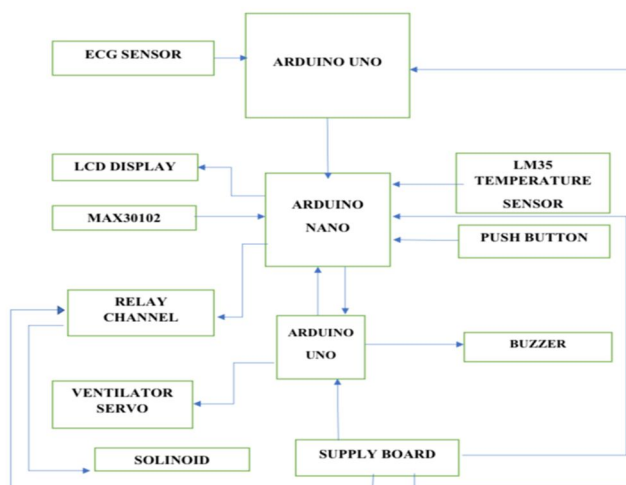 ECG SENSOR
ARDUINO UNO
LCD DISPLAY
LM35
TEMPERATURE
SENSOR
MAX30102
ARDUINO
NANO
PUSH BUTTON
RELAY
CHANNEL
ARDUINO
UNO
BUZZER
VENTILATOR
SERVO
SOLINOID
SUPPLY BOARD